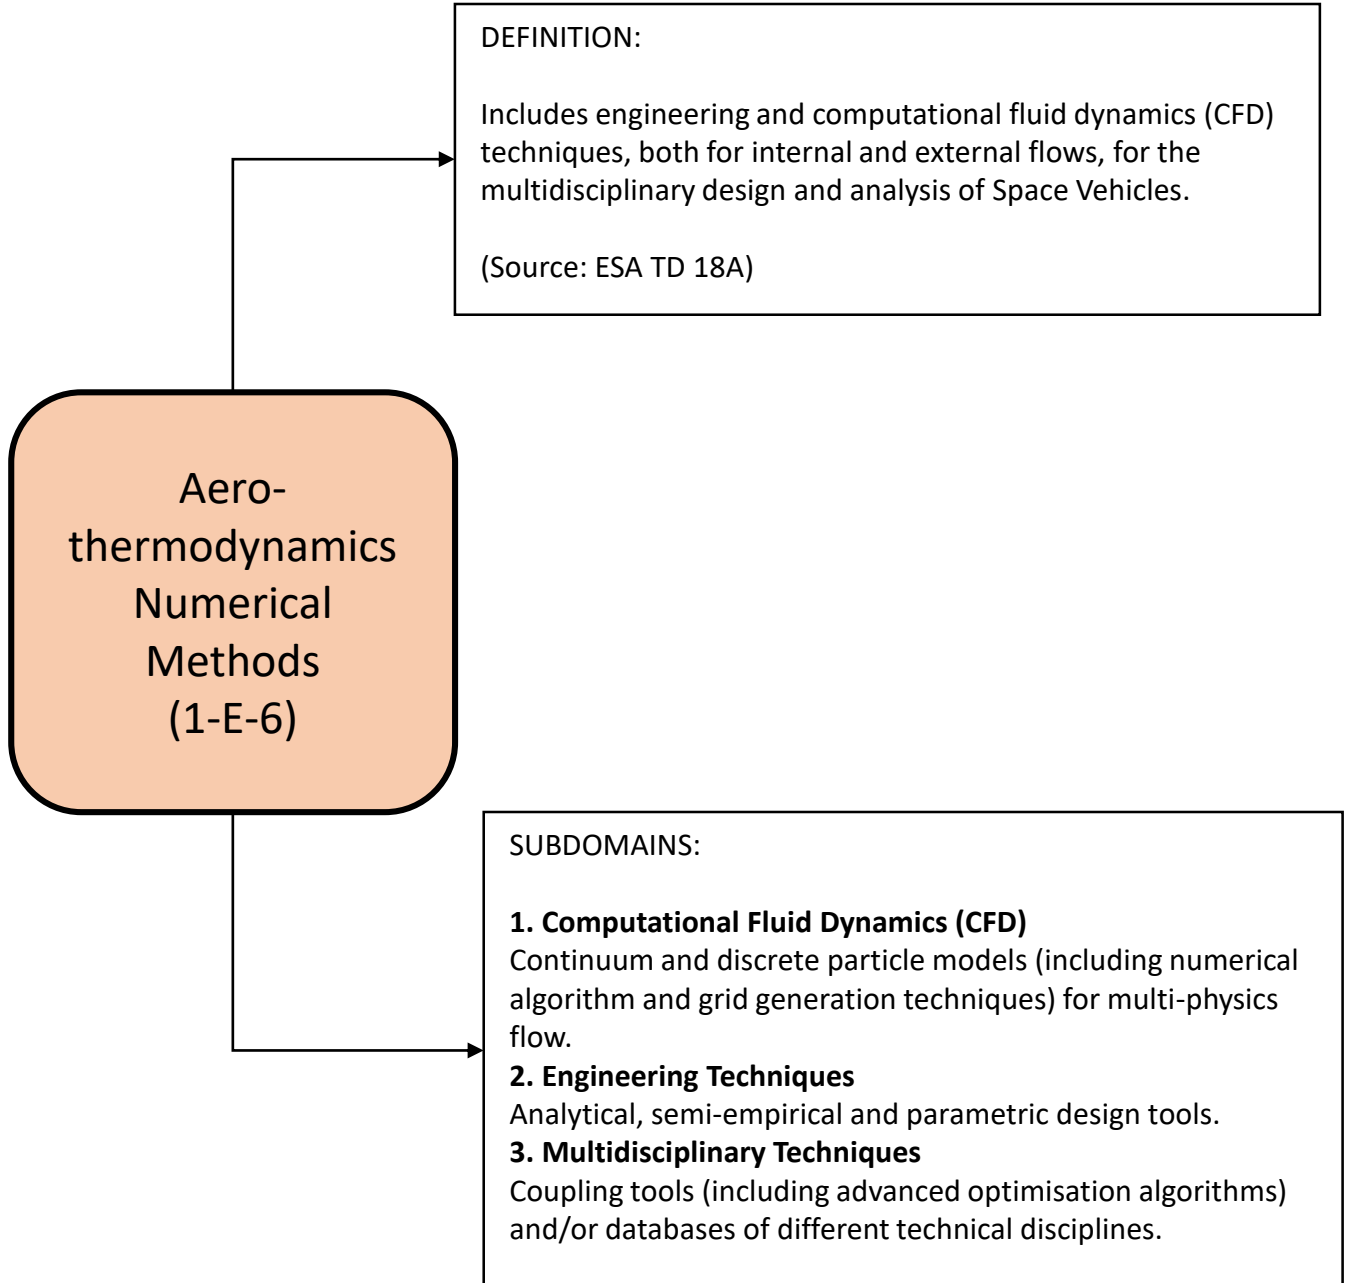 DEFINITION:
Includes engineering and computational fluid dynamics (CFD)
techniques, both for internal and external flows, for the
multidisciplinary design and analysis of Space Vehicles.
(Source: ESA TD 18A)
Aero-
thermodynamics
Numerical
Methods
(1-E-6)
SUBDOMAINS:
1. Computational Fluid Dynamics (CFD)
Continuum and discrete particle models (including numerical
algorithm and grid generation techniques) for multi-physics
flow.
2. Engineering Techniques
Analytical, semi-empirical and parametric design tools.
3. Multidisciplinary Techniques
Coupling tools (including advanced optimisation algorithms)
and/or databases of different technical disciplines.